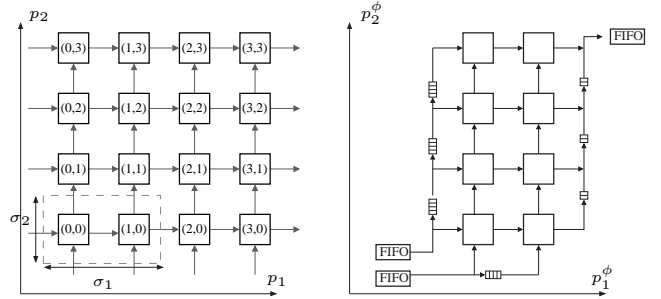 p₂
(0,3) (1,3) (2,3) (3,3)
(0,2) (1,2) (2,2) (3,2)
(0,1) (1,1) (2,1) (3,1)
σ₂
(0,0) (1,0) (2,0) (3,0)
σ₁
p₁
p₂^ϕ
FIFO
FIFO
FIFO
p₁^ϕ